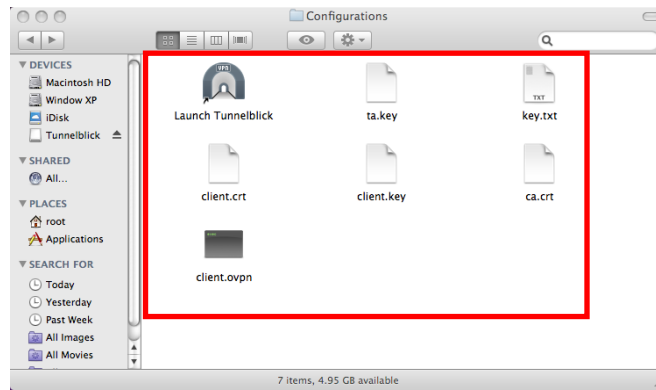 Configurations
▼ DEVICES
Macintosh HD
Window XP
iDisk
Tunnelblick
▼ SHARED
All...
▼ PLACES
root
Applications
▼ SEARCH FOR
Today
Yesterday
Past Week
All Images
All Movies
VPN
Launch Tunnelblick
ta.key
TXT
key.txt
client.crt
client.key
ca.crt
client.ovpn
7 items, 4.95 GB available